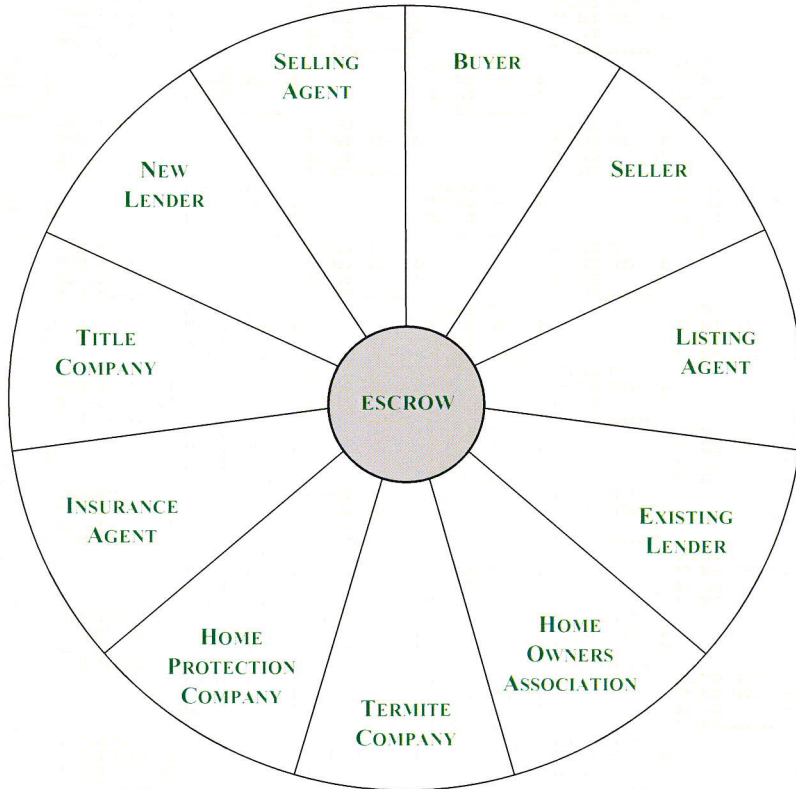 SELLING
AGENT
BUYER
SELLER
LISTING
AGENT
EXISTING
LENDER
HOME
OWNERS
ASSOCIATION
TERMITE
COMPANY
HOME
PROTECTION
COMPANY
INSURANCE
AGENT
TITLE
COMPANY
NEW
LENDER
ESCROW